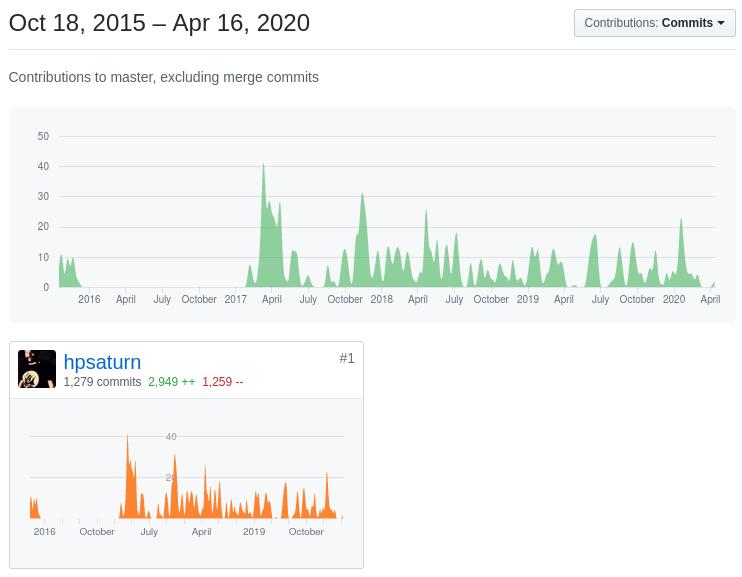 Oct 18, 2015 – Apr 16, 2020
Contributions: Commits
Contributions to master, excluding merge commits
50
40
30
20
10
0
2016 April July October 2017 April July October 2018 April July October 2019 April July October 2020 April
hpsaturn
#1
1,279 commits 2,949 ++ 1,259 --
40
20
2016 October July April 2019 October